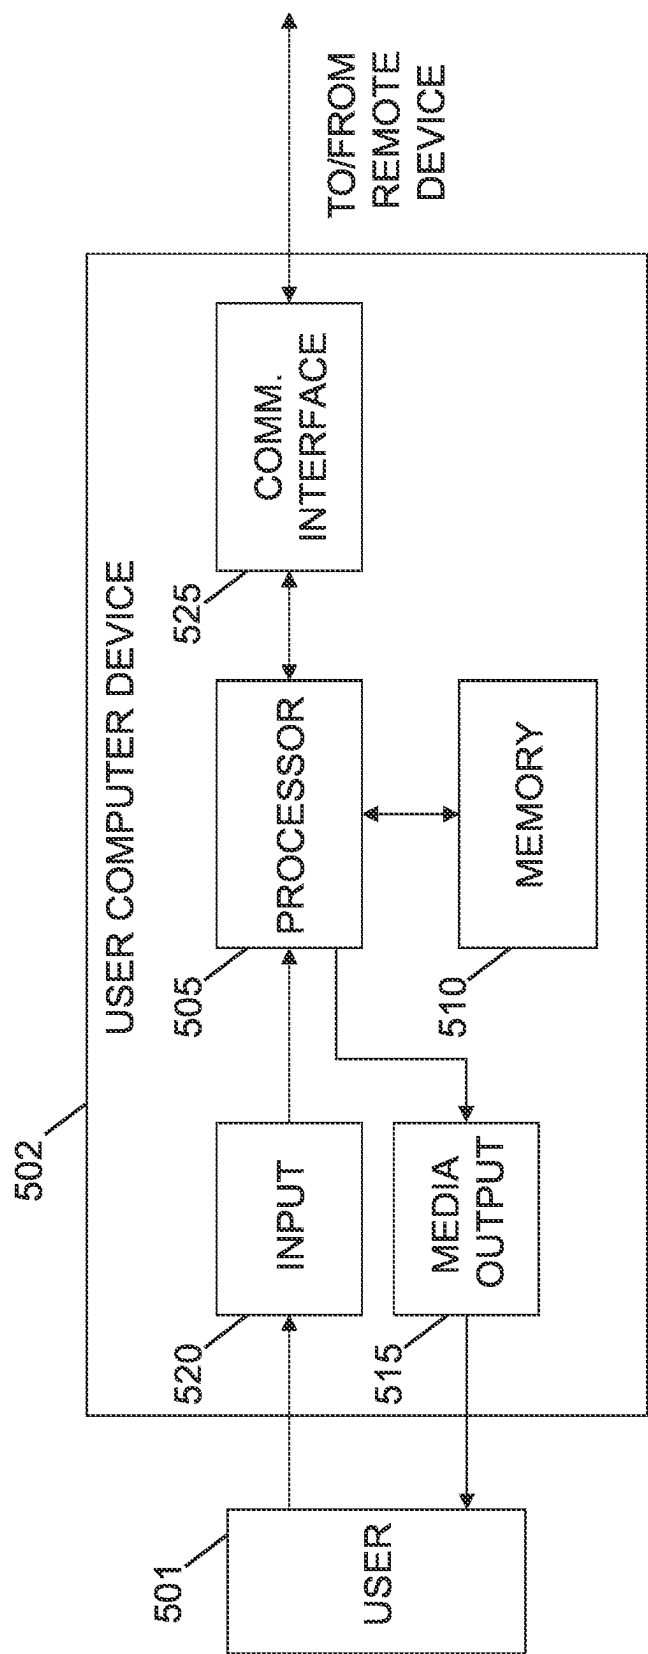 502
USER COMPUTER DEVICE
501
USER
520
INPUT
505
PROCESSOR
525
COMM.
INTERFACE
TO/FROM
REMOTE
DEVICE
515
MEDIA
OUTPUT
510
MEMORY